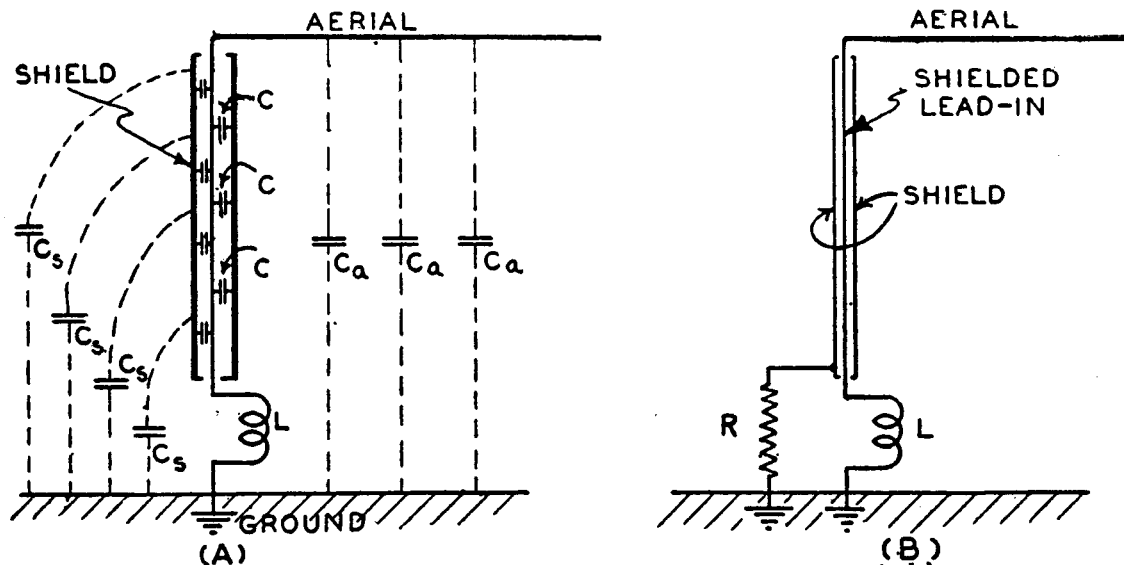 AERIAL
SHIELD
C
C
C
Cs
Cs
Cs
Cs
Ca
Ca
Ca
L
GROUND
(A)
AERIAL
SHIELDED
LEAD-IN
SHIELD
R
L
(B)